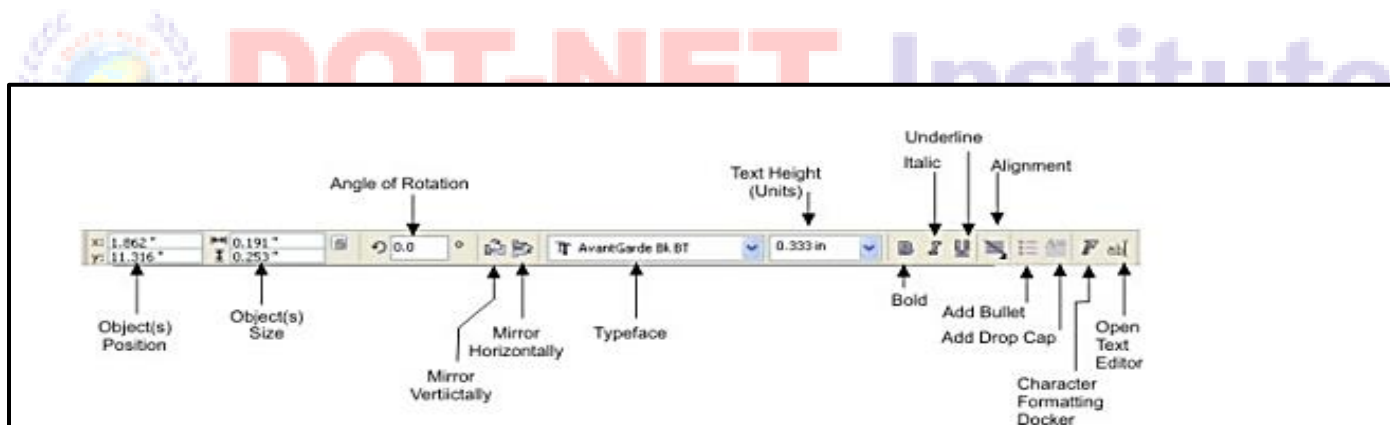 DOT-NET Institute
Underline
Italic
Alignment
Text Height
(Units)
Angle of Rotation
x: 1.862 "
y: 11.316 "
0.191 "
0.253 "
0.0 °
AvantGarde Bk BT
0.333 in
B I U
F ab
Object(s)
Position
Object(s)
Size
Mirror
Vertiictally
Mirror
Horizontally
Typeface
Bold
Add Bullet
Add Drop Cap
Character
Formatting
Docker
Open
Text
Editor